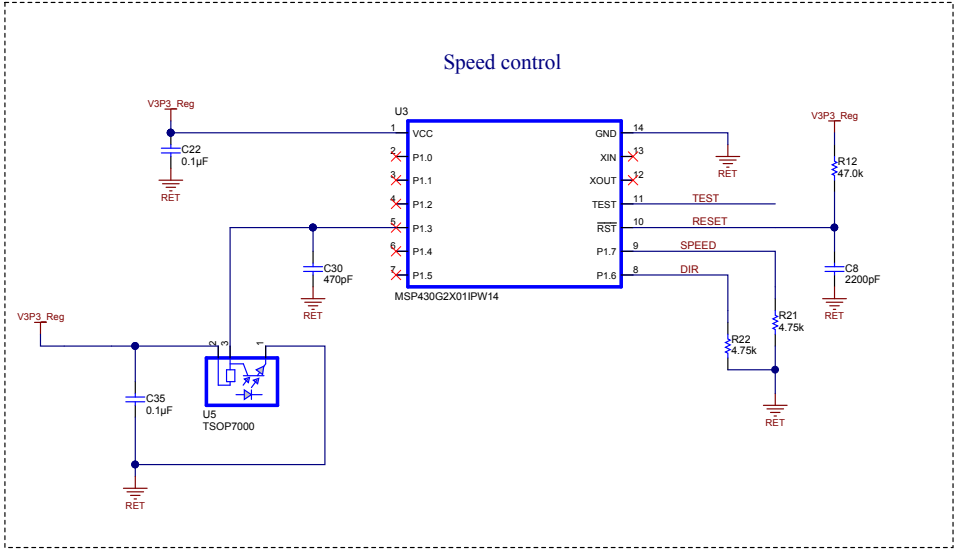 Speed control
V3P3_Reg
C22
0.1µF
RET
U3
1 VCC
2 P1.0
3 P1.1
4 P1.2
5 P1.3
6 P1.4
7 P1.5
GND 14
XIN 13
XOUT 12
TEST 11 TEST
RST 10 RESET
P1.7 9 SPEED
P1.6 8 DIR
MSP430G2X01IPW14
RET
V3P3_Reg
R12
47.0k
C8
2200pF
RET
C30
470pF
RET
R21
4.75k
R22
4.75k
RET
V3P3_Reg
2 3 1
C35
0.1µF
U5
TSOP7000
RET